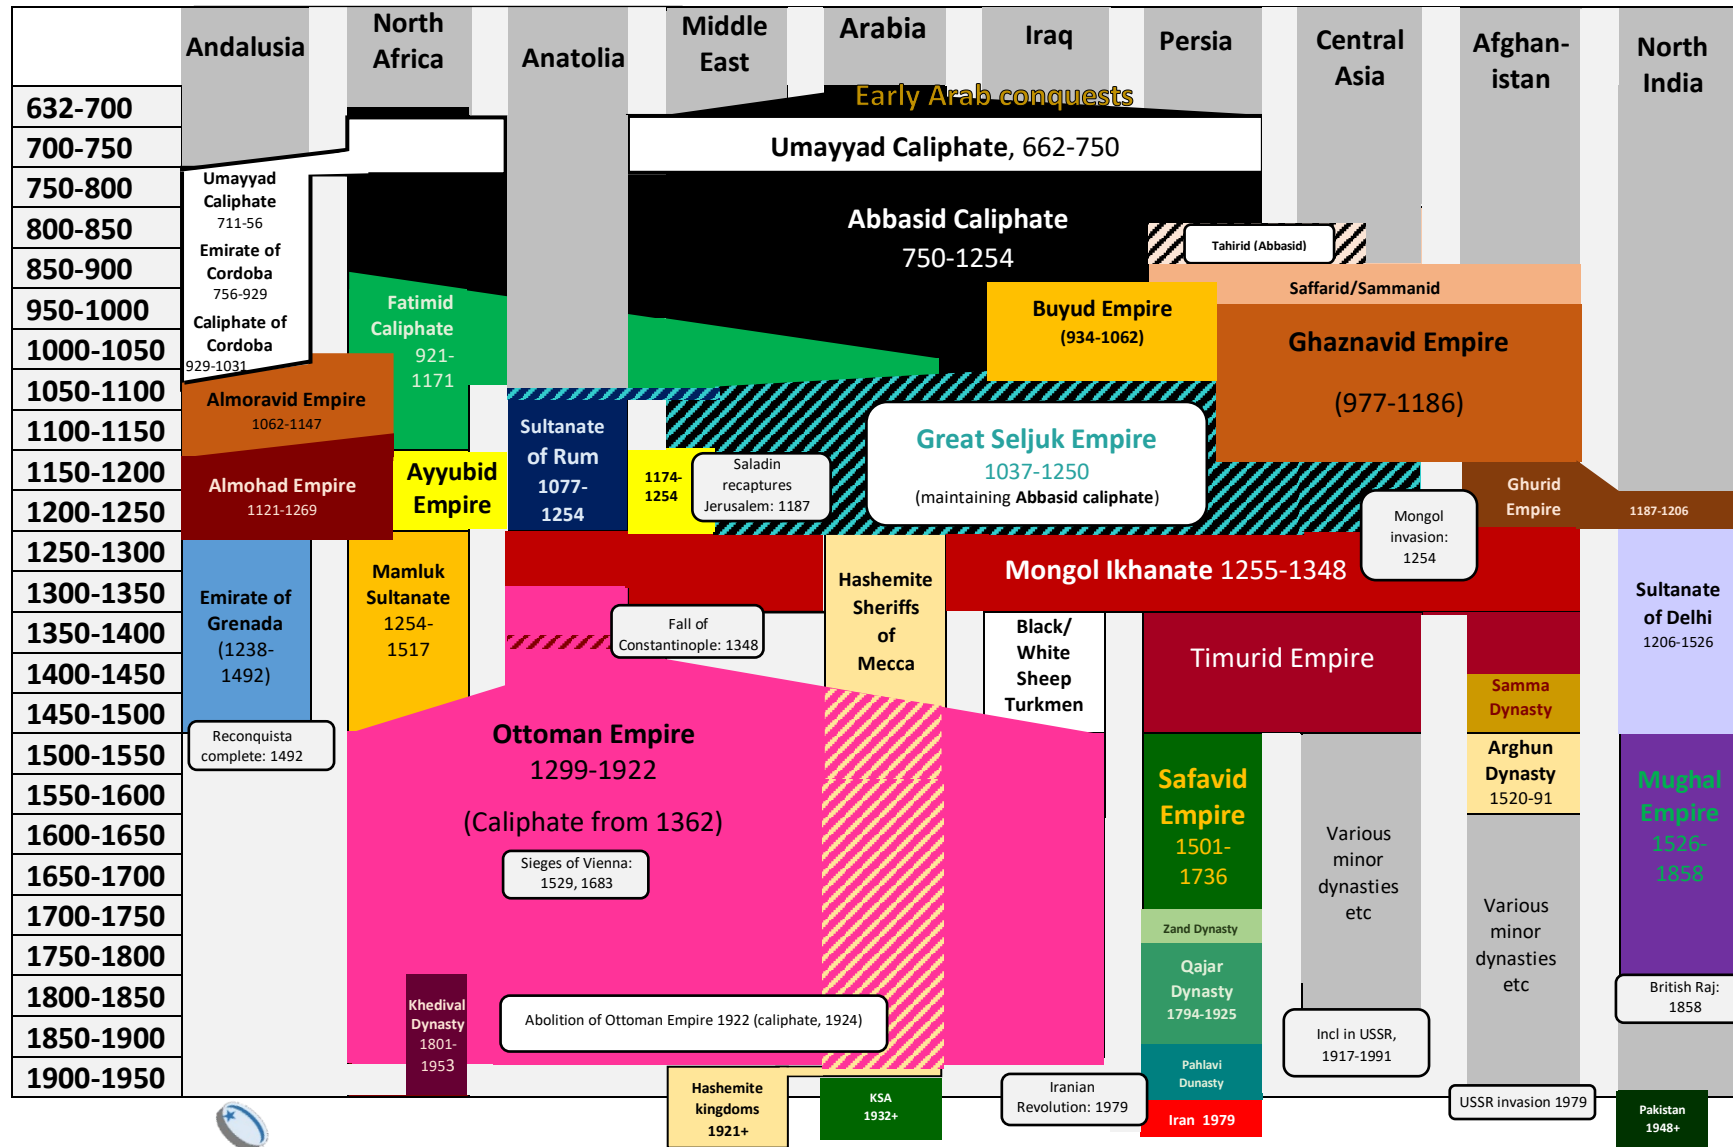 Andalusia
North
Africa
Anatolia
Middle
East
Arabia
Iraq
Persia
Central
Asia
Afghan-
istan
North
India
632-700
700-750
750-800
800-850
850-900
950-1000
1000-1050
1050-1100
1100-1150
1150-1200
1200-1250
1250-1300
1300-1350
1350-1400
1400-1450
1450-1500
1500-1550
1550-1600
1600-1650
1650-1700
1700-1750
1750-1800
1800-1850
1850-1900
1900-1950
Early Arab conquests
Umayyad Caliphate, 662-750
Umayyad
Caliphate
711-56
Emirate of
Cordoba
756-929
Caliphate of
Cordoba
929-1031
Abbasid Caliphate
750-1254
Tahirid (Abbasid)
Saffarid/Sammanid
Fatimid
Caliphate
921-
1171
Buyud Empire
(934-1062)
Ghaznavid Empire
(977-1186)
Almoravid Empire
1062-1147
Almohad Empire
1121-1269
Ayyubid
Empire
Sultanate
of Rum
1077-
1254
1174-
1254
Saladin
recaptures
Jerusalem: 1187
Great Seljuk Empire
1037-1250
(maintaining Abbasid caliphate)
Mongol
invasion:
1254
Ghurid
Empire
1187-1206
Emirate of
Grenada
(1238-
1492)
Reconquista
complete: 1492
Mamluk
Sultanate
1254-
1517
Fall of
Constantinople: 1348
Hashemite
Sheriffs
of
Mecca
Mongol Ikhanate 1255-1348
Black/
White
Sheep
Turkmen
Timurid Empire
Samma
Dynasty
Sultanate
of Delhi
1206-1526
Ottoman Empire
1299-1922
(Caliphate from 1362)
Sieges of Vienna:
1529, 1683
Safavid
Empire
1501-
1736
Various
minor
dynasties
etc
Arghun
Dynasty
1520-91
Various
minor
dynasties
etc
Mughal
Empire
1526-
1858
Zand Dynasty
Qajar
Dynasty
1794-1925
Khedival
Dynasty
1801-
1953
Abolition of Ottoman Empire 1922 (caliphate, 1924)
Incl in USSR,
1917-1991
British Raj:
1858
Pahlavi
Dunasty
Hashemite
kingdoms
1921+
KSA
1932+
Iranian
Revolution: 1979
Iran 1979
USSR invasion 1979
Pakistan
1948+